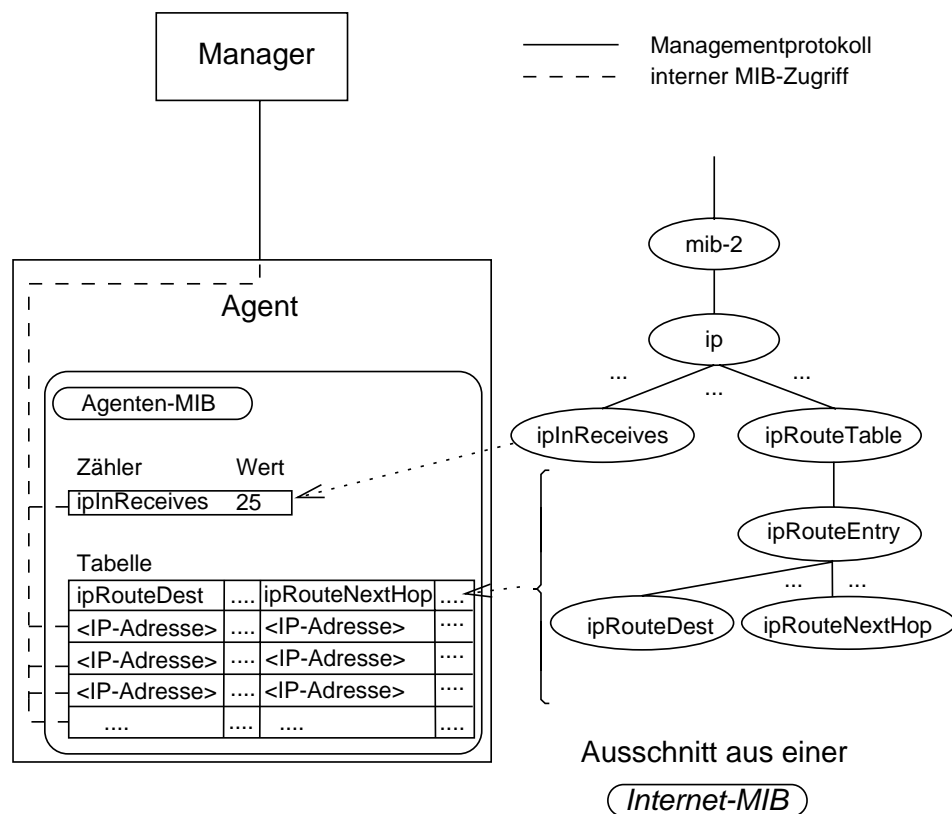 Manager
Managementprotokoll
interner MIB-Zugriff
mib-2
Agent
ip
... ... ...
Agenten-MIB
ipInReceives
ipRouteTable
Zähler Wert
ipInReceives 25
ipRouteEntry
Tabelle
... ...
ipRouteDest .... ipRouteNextHop ....
<IP-Adresse> .... <IP-Adresse> ....
<IP-Adresse> .... <IP-Adresse> ....
<IP-Adresse> .... <IP-Adresse> ....
.... .... .... ....
ipRouteDest
ipRouteNextHop
Ausschnitt aus einer
Internet-MIB